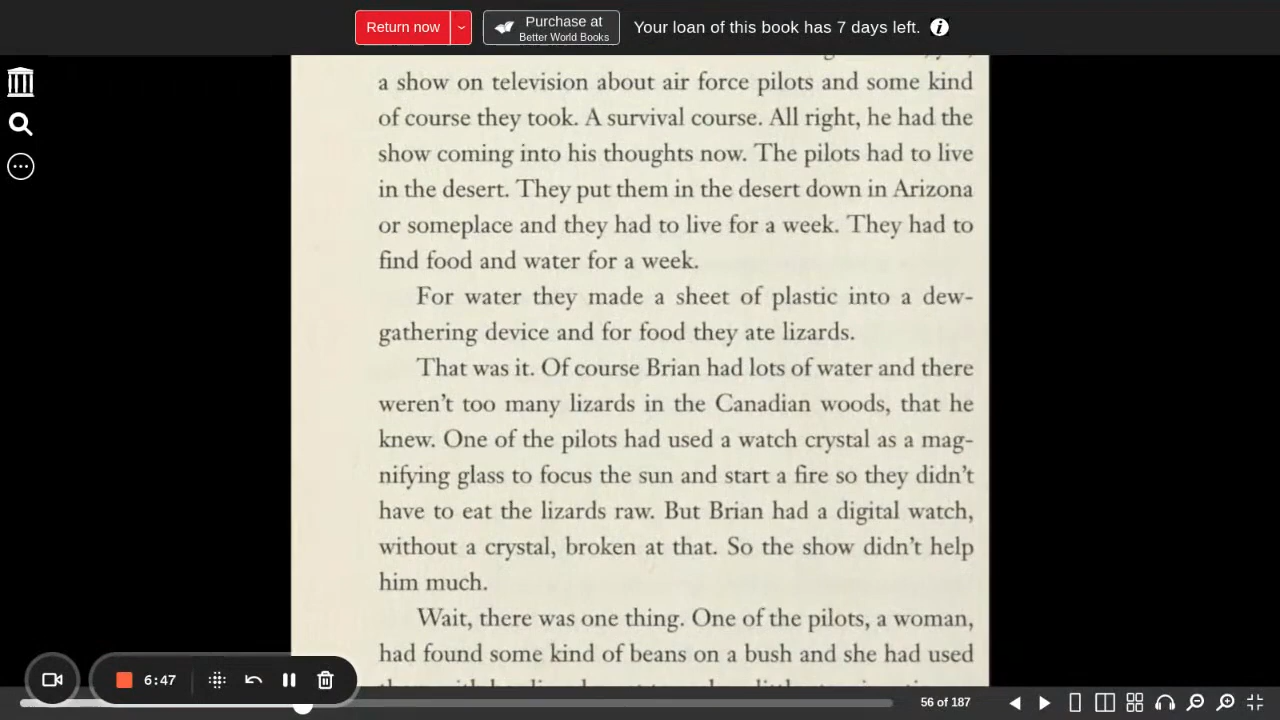 Return now
Purchase at
Better World Books
Your loan of this book has 7 days left.
a show on television about air force pilots and some kind
of course they took. A survival course. All right, he had the
show coming into his thoughts now. The pilots had to live
in the desert. They put them in the desert down in Arizona
or someplace and they had to live for a week. They had to
find food and water for a week.
For water they made a sheet of plastic into a dew-
gathering device and for food they ate lizards.
That was it. Of course Brian had lots of water and there
weren't too many lizards in the Canadian woods, that he
knew. One of the pilots had used a watch crystal as a mag-
nifying glass to focus the sun and start a fire so they didn't
have to eat the lizards raw. But Brian had a digital watch,
without a crystal, broken at that. So the show didn't help
him much.
Wait, there was one thing. One of the pilots, a woman,
had found some kind of beans on a bush and she had used
6:47
56 of 187